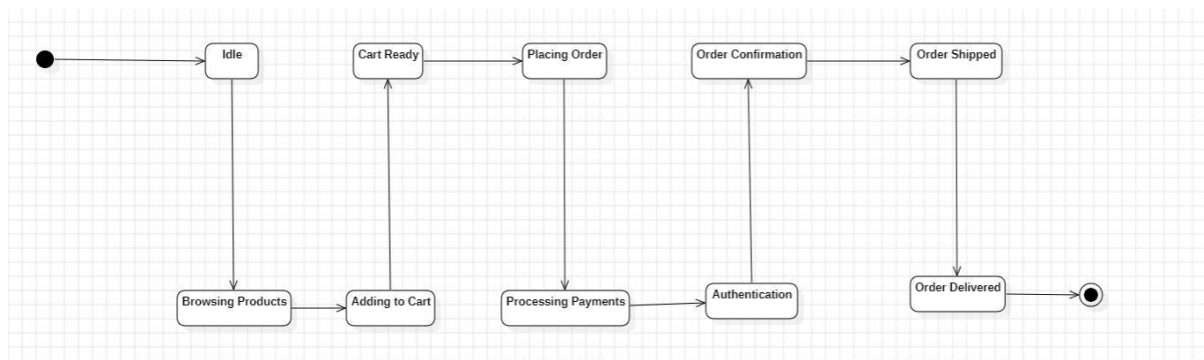 Idle
Cart Ready
Placing Order
Order Confirmation
Order Shipped
Browsing Products
Adding to Cart
Processing Payments
Authentication
Order Delivered